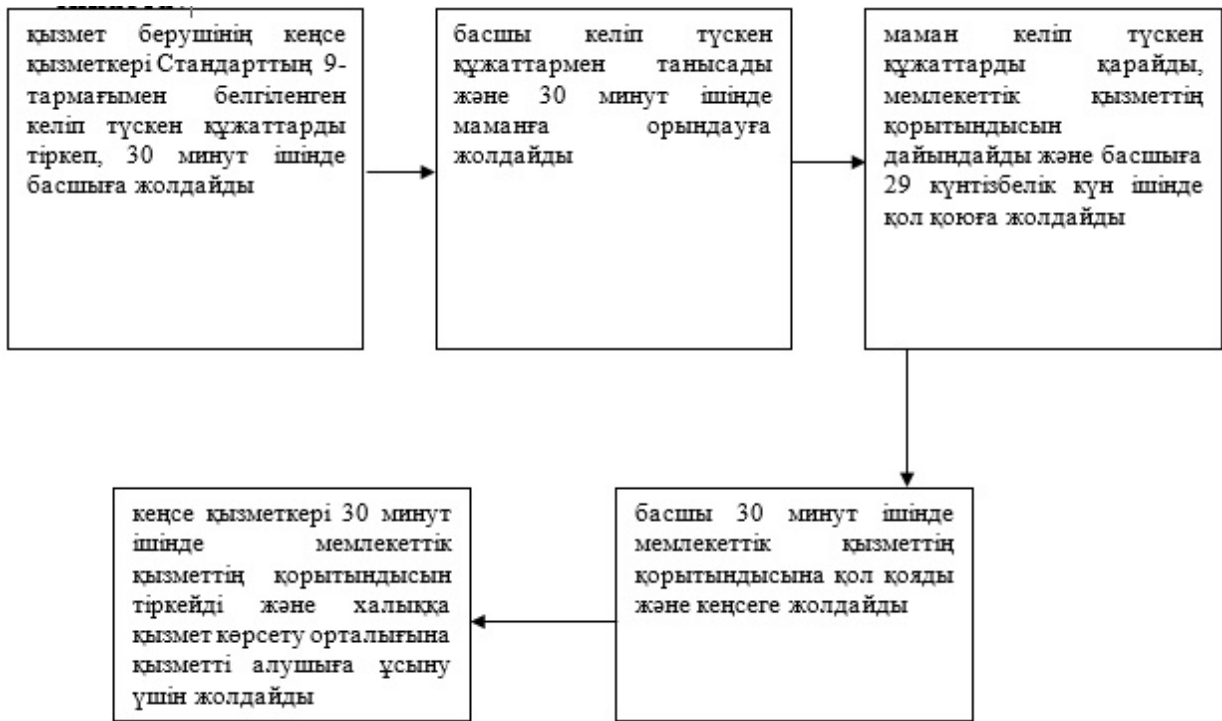 қызмет берушінің кеңсе
қызметкері Стандарттың 9-
тармағымен белгіленген
келіп түскен құжаттарды
тіркеп, 30 минут ішінде
басшыға жолдайды
басшы келіп түскен
құжаттармен танысады
және 30 минут ішінде
маманға орындауға
жолдайды
маман келіп түскен
құжаттарды қарайды,
мемлекеттік қызметтің
қорытындысын
дайындайды және басшыға
29 күнтізбелік күн ішінде
қол қоюға жолдайды
басшы 30 минут ішінде
мемлекеттік қызметтің
қорытындысына қол қояды
және кеңсеге жолдайды
кеңсе қызметкері 30 минут
ішінде мемлекеттік
қызметтің қорытындысын
тіркейді және халыққа
қызмет көрсету орталығына
қызметті алушыға ұсыну
үшін жолдайды